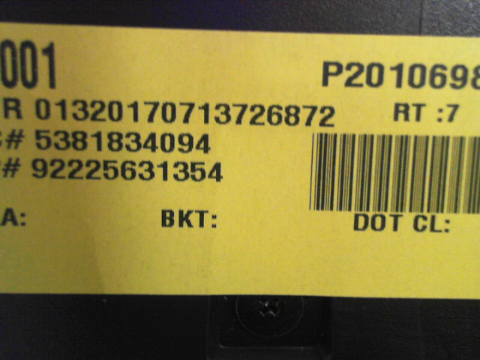 001 P2010698
R 01320170713726872 RT :7
# 5381834094
# 92225631354
A: BKT: DOT CL: